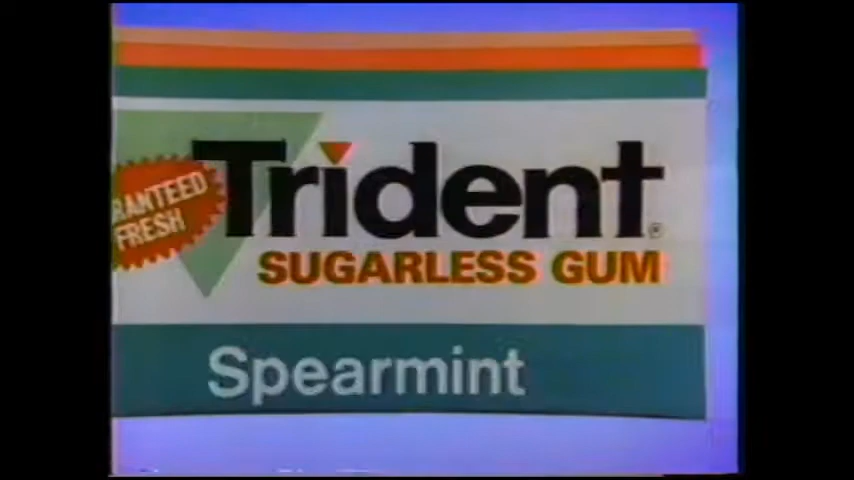 Trident®
RANTEED
FRESH
SUGARLESS GUM
Spearmint